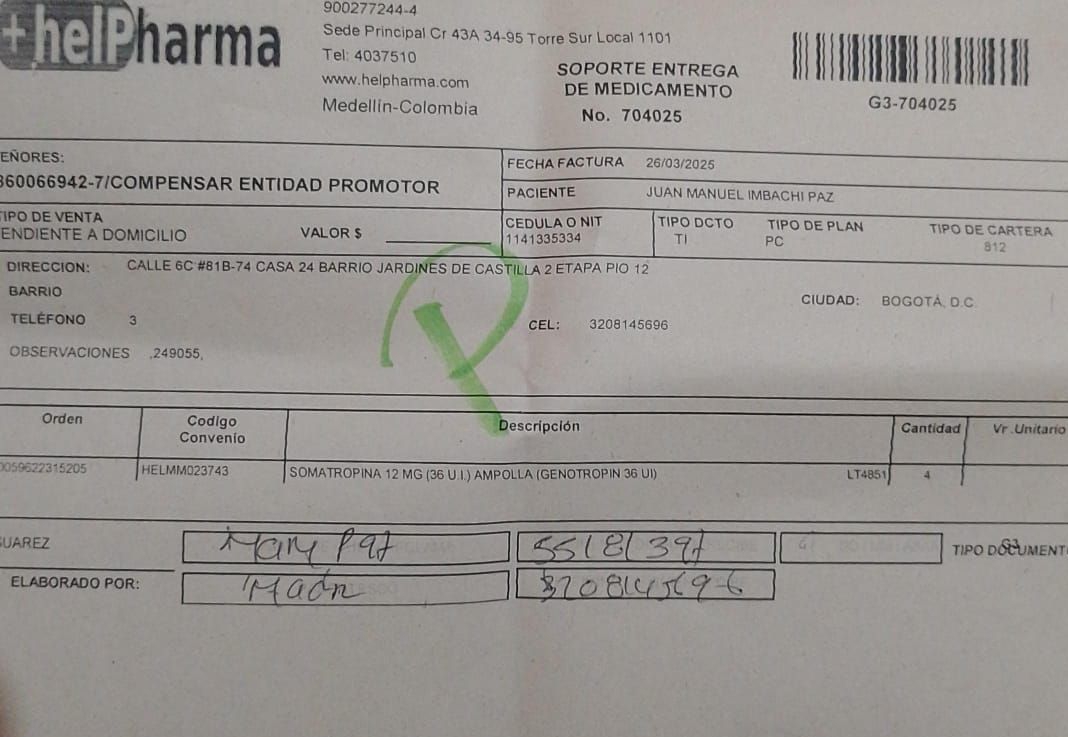 +helPharma
900277244-4
Sede Principal Cr 43A 34-95 Torre Sur Local 1101
Tel: 4037510
www.helpharma.com
Medellín-Colombia
SOPORTE ENTREGA
DE MEDICAMENTO
No. 704025
G3-704025
EÑORES:
860066942-7/COMPENSAR ENTIDAD PROMOTOR
FECHA FACTURA 26/03/2025
PACIENTE JUAN MANUEL IMBACHI PAZ
TIPO DE VENTA
ENDIENTE A DOMICILIO VALOR $
CEDULA O NIT TIPO DCTO TIPO DE PLAN TIPO DE CARTERA
1141335334 TI PC 812
DIRECCION: CALLE 6C #81B-74 CASA 24 BARRIO JARDINES DE CASTILLA 2 ETAPA PIO 12
BARRIO
CIUDAD: BOGOTÁ, D.C.
TELÉFONO 3 CEL: 3208145696
OBSERVACIONES ,249055,
P
Orden Codigo Convenio Descripción Cantidad Vr.Unitario
0059622315205 HELMM023743 SOMATROPINA 12 MG (36 U.I.) AMPOLLA (GENOTROPIN 36 UI) LT4851 4
SUAREZ Mary Paz TIPO DOCUMENT
ELABORADO POR: 3208145696